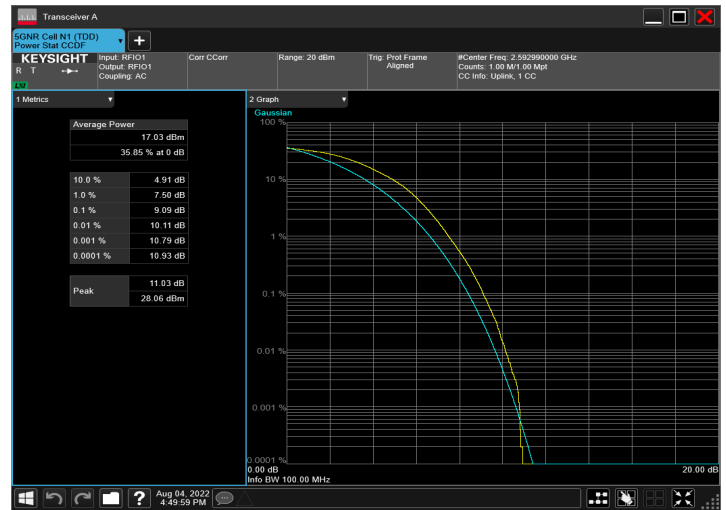 Transceiver A
5GNR Cell N1 (TDD)
Power Stat CCDF
KEYSIGHT
R T
LNI
Input: RFIO1
Output: RFIO1
Coupling: AC
Corr CCorr
Range: 20 dBm
Trig: Prot Frame
Aligned
#Center Freq: 2.592990000 GHz
Counts: 1.00 M/1.00 Mpt
CC Info: Uplink, 1 CC
1 Metrics
Average Power
17.03 dBm
35.85 % at 0 dB
10.0 % 4.91 dB
1.0 % 7.50 dB
0.1 % 9.09 dB
0.01 % 10.11 dB
0.001 % 10.79 dB
0.0001 % 10.93 dB
Peak
11.03 dB
28.06 dBm
2 Graph
Gaussian
100 %
10 %
1 %
0.1 %
0.01 %
0.001 %
0.0001 %
0.00 dB
20.00 dB
Info BW 100.00 MHz
?
Aug 04, 2022
4:49:59 PM